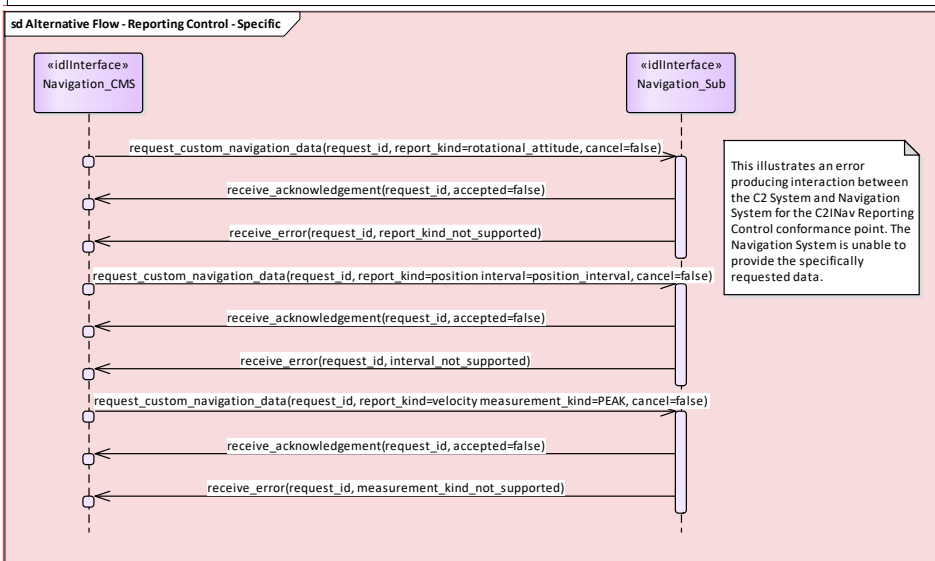 sd Alternative Flow - Reporting Control - Specific
«idlInterface»
Navigation_CMS
«idlInterface»
Navigation_Sub
request_custom_navigation_data(request_id, report_kind=rotational_attitude, cancel=false)
receive_acknowledgement(request_id, accepted=false)
receive_error(request_id, report_kind_not_supported)
request_custom_navigation_data(request_id, report_kind=position interval=position_interval, cancel=false)
receive_acknowledgement(request_id, accepted=false)
receive_error(request_id, interval_not_supported)
request_custom_navigation_data(request_id, report_kind=velocity measurement_kind=PEAK, cancel=false)
receive_acknowledgement(request_id, accepted=false)
receive_error(request_id, measurement_kind_not_supported)
This illustrates an error
producing interaction between
the C2 System and Navigation
System for the C2INav Reporting
Control conformance point. The
Navigation System is unable to
provide the specifically
requested data.